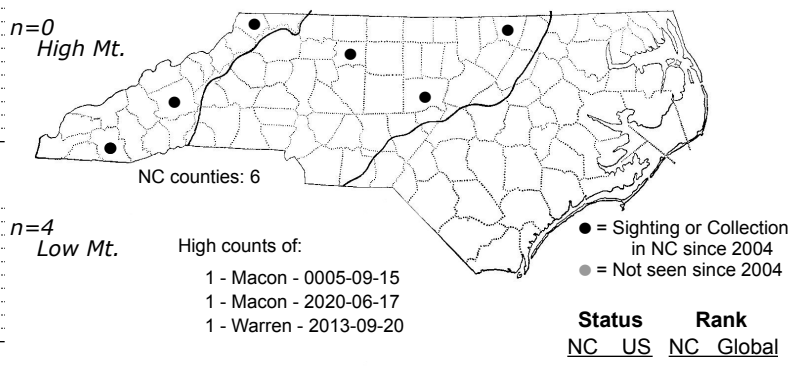 n=0
High Mt.
NC counties: 6
n=4
Low Mt.
High counts of:
1 - Macon - 0005-09-15
1 - Macon - 2020-06-17
1 - Warren - 2013-09-20
= Sighting or Collection
in NC since 2004
= Not seen since 2004
Status Rank
NC US NC Global